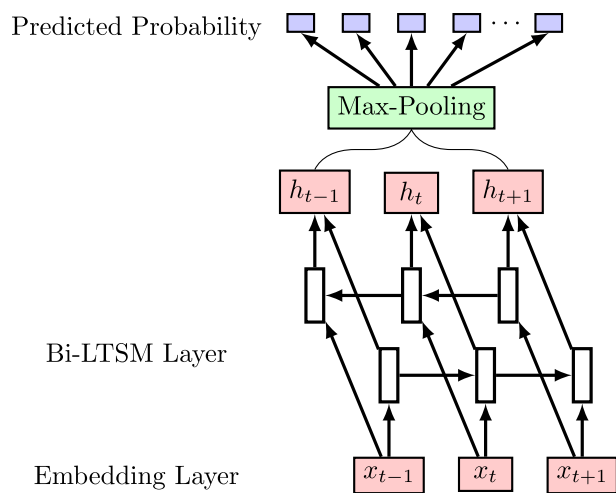 Predicted Probability ...
Max-Pooling
h_{t-1} h_t h_{t+1}
Bi-LTSM Layer
Embedding Layer x_{t-1} x_t x_{t+1}